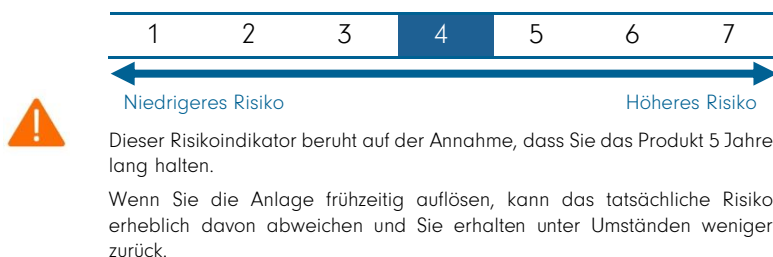 1 2 3 4 5 6 7
Niedrigeres Risiko Höheres Risiko
Dieser Risikoindikator beruht auf der Annahme, dass Sie das Produkt 5 Jahre
lang halten.
Wenn Sie die Anlage frühzeitig auflösen, kann das tatsächliche Risiko
erheblich davon abweichen und Sie erhalten unter Umständen weniger
zurück.